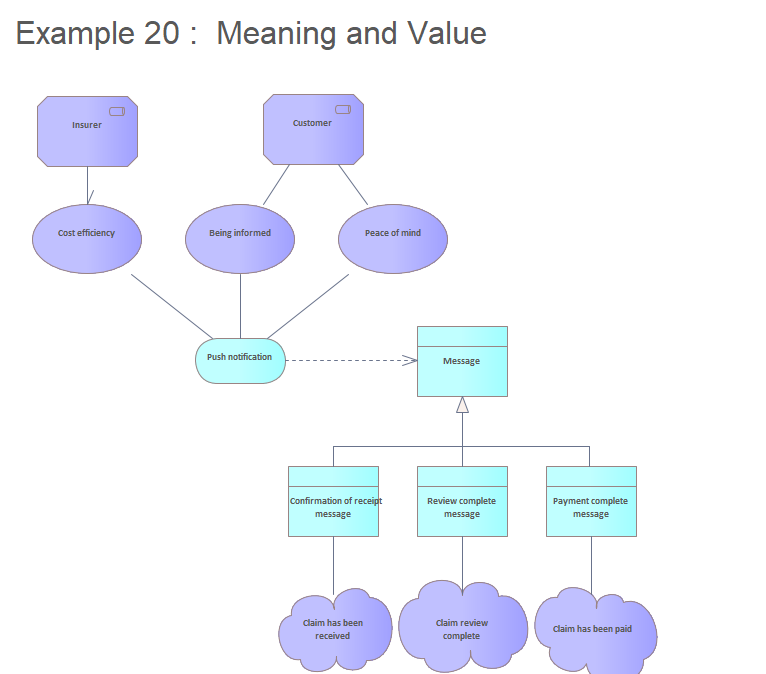 Example 20 :  Meaning and Value
Insurer
Customer
Cost efficiency
Being informed
Peace of mind
Push notification
Message
Confirmation of receipt
message
Review complete
message
Payment complete
message
Claim has been
received
Claim review
complete
Claim has been paid